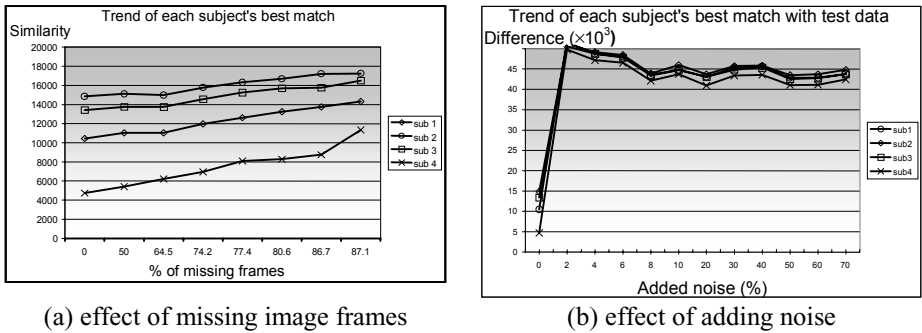 Trend of each subject's best match
Similarity
20000
18000
16000
14000
12000
10000
8000
6000
4000
2000
0
0 50 64.5 74.2 77.4 80.6 86.7 87.1
% of missing frames
sub 1
sub 2
sub 3
sub 4
(a) effect of missing image frames
Trend of each subject's best match with test data
Difference (×10³)
45
40
35
30
25
20
15
10
5
0
0 2 4 6 8 10 20 30 40 50 60 70
Added noise (%)
sub1
sub2
sub3
sub4
(b) effect of adding noise